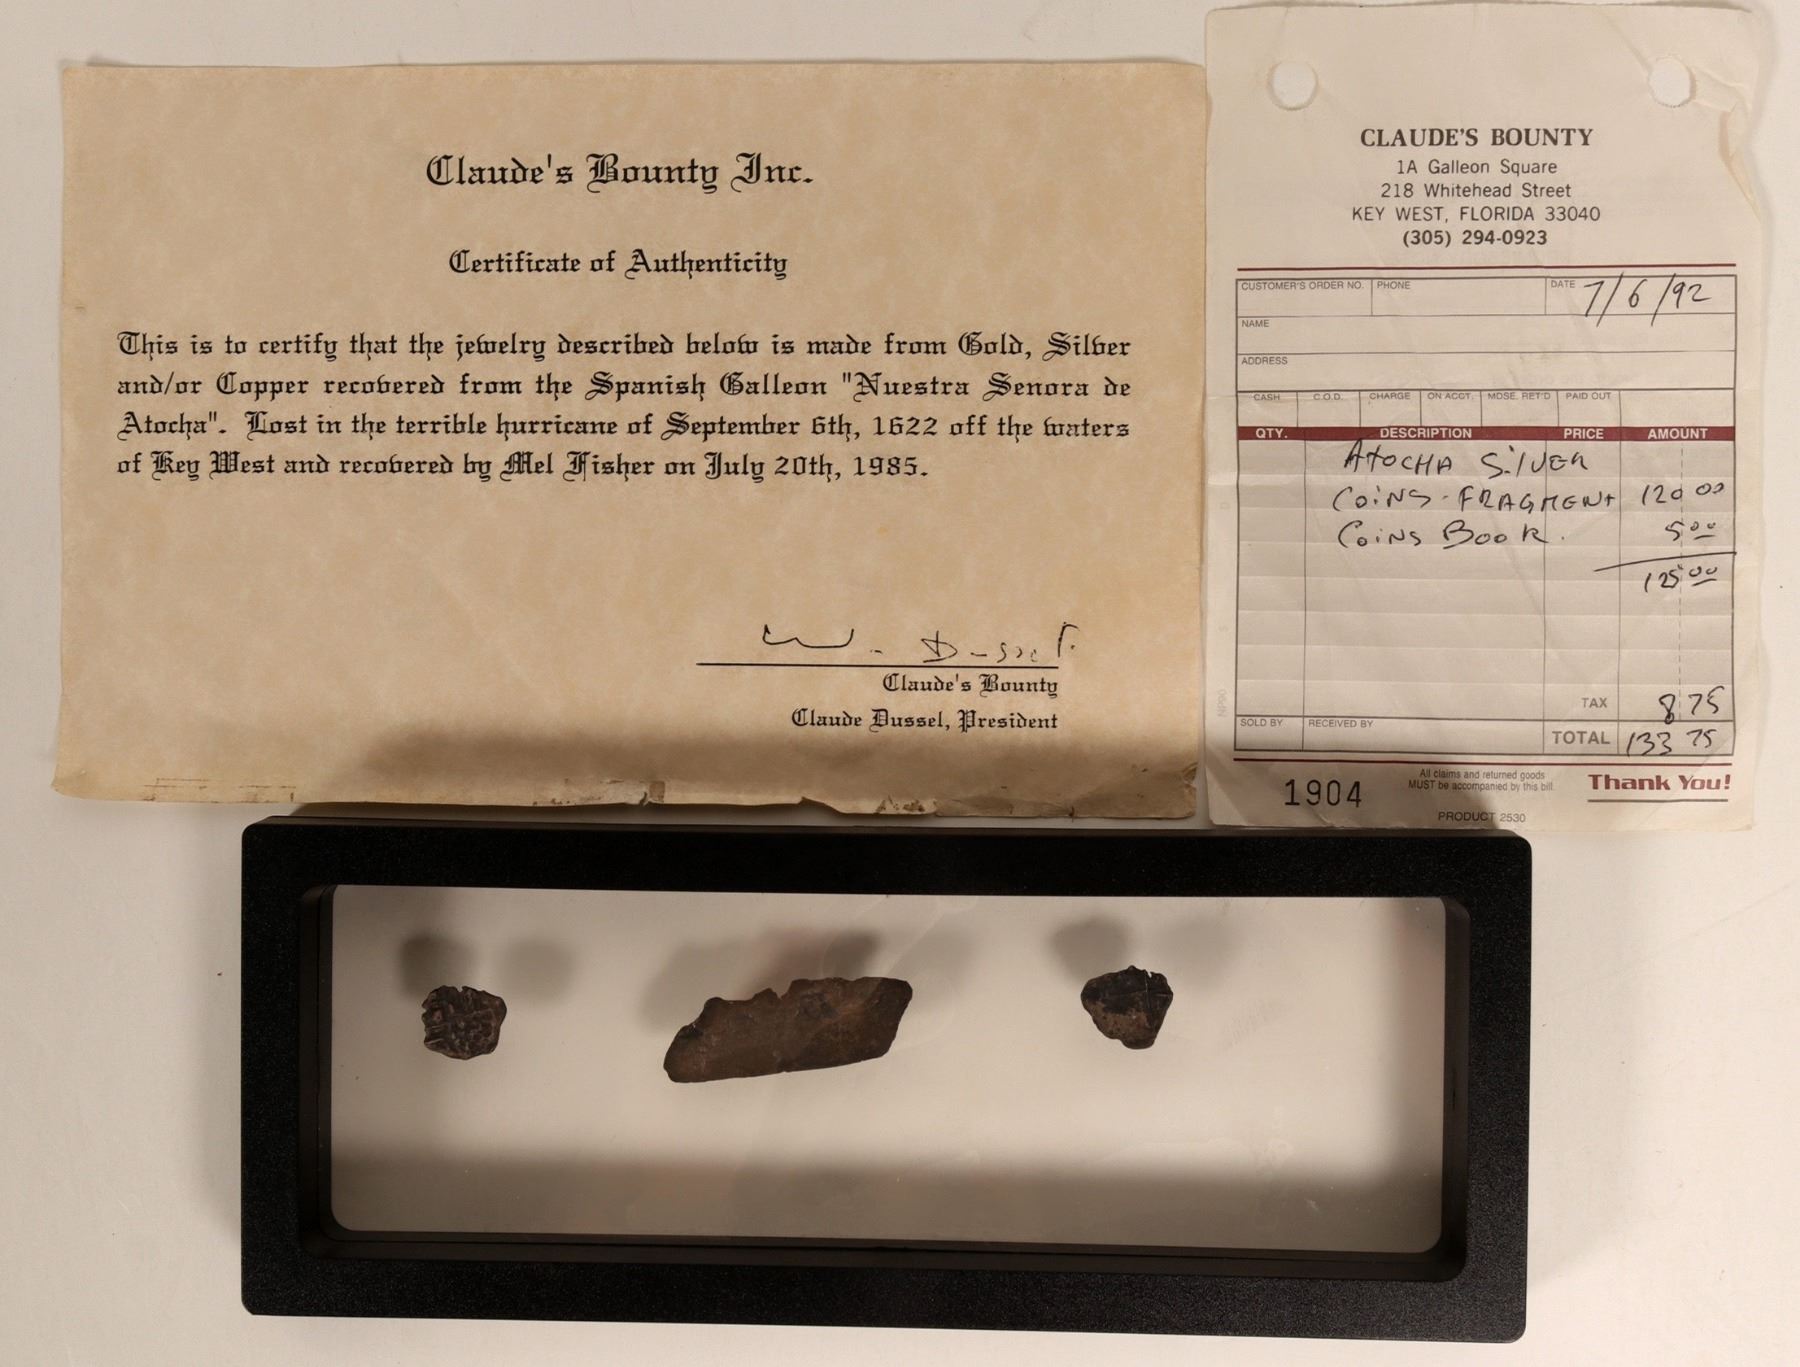 Claude's Bounty Inc.
Certificate of Authenticity
This is to certify that the jewelry described below is made from Gold, Silver
and/or Copper recovered from the Spanish Galleon "Nuestra Senora de
Atocha". Lost in the terrible hurricane of September 6th, 1622 off the waters
of Key West and recovered by Mel Fisher on July 20th, 1985.
Claude's Bounty
Claude Dussel, President
CLAUDE'S BOUNTY
1A Galleon Square
218 Whitehead Street
KEY WEST, FLORIDA 33040
(305) 294-0923
CUSTOMER'S ORDER NO. PHONE DATE 7/6/92
NAME
ADDRESS
CASH C.O.D. CHARGE ON ACCT. MDSE. RET'D PAID OUT
QTY. DESCRIPTION PRICE AMOUNT
ATOCHA SilVER
COiNS - FRAGMENt 120 00
COiNS BOOK. 5 00
125 00
TAX 8 75
SOLD BY RECEIVED BY TOTAL 133 75
1904 All claims and returned goods
MUST be accompanied by this bill. Thank You!
PRODUCT 2530